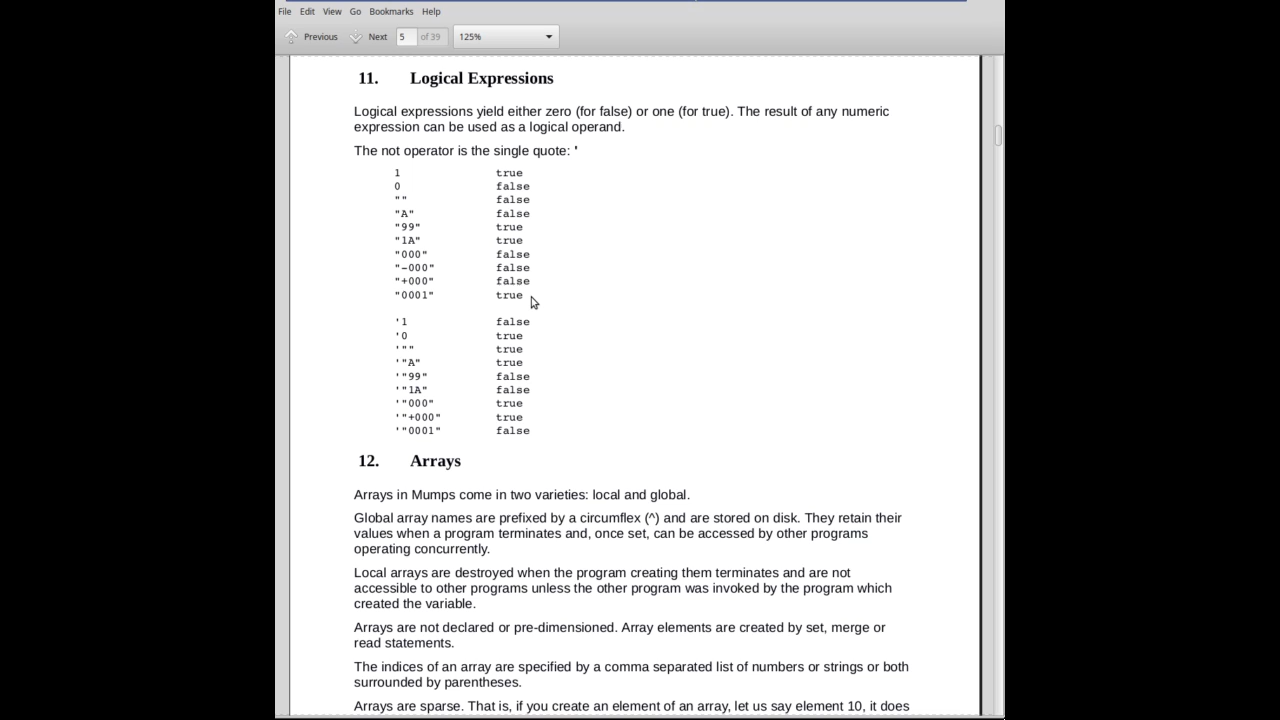 File Edit View Go Bookmarks Help
Previous Next 5 of 39 125%
11. Logical Expressions
Logical expressions yield either zero (for false) or one (for true). The result of any numeric
expression can be used as a logical operand.
The not operator is the single quote: '
1 true
0 false
"" false
"A" false
"99" true
"1A" true
"000" false
"-000" false
"+000" false
"0001" true
'1 false
'0 true
'"" true
'"A" true
'"99" false
'"1A" false
'"000" true
'"+000" true
'"0001" false
12. Arrays
Arrays in Mumps come in two varieties: local and global.
Global array names are prefixed by a circumflex (^) and are stored on disk. They retain their
values when a program terminates and, once set, can be accessed by other programs
operating concurrently.
Local arrays are destroyed when the program creating them terminates and are not
accessible to other programs unless the other program was invoked by the program which
created the variable.
Arrays are not declared or pre-dimensioned. Array elements are created by set, merge or
read statements.
The indices of an array are specified by a comma separated list of numbers or strings or both
surrounded by parentheses.
Arrays are sparse. That is, if you create an element of an array, let us say element 10, it does